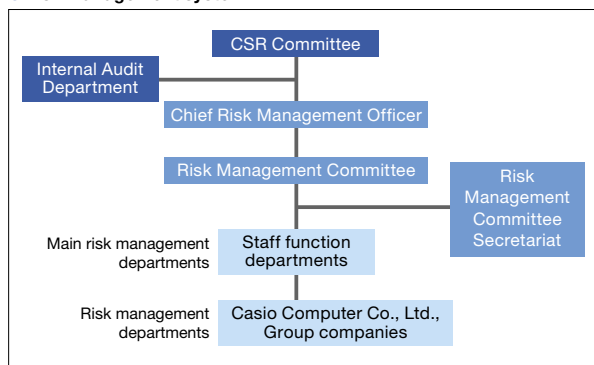 CSR Committee
Internal Audit
Department
Chief Risk Management Officer
Risk Management Committee
Risk
Management
Committee
Secretariat
Main risk management
departments
Staff function
departments
Risk management
departments
Casio Computer Co., Ltd.,
Group companies